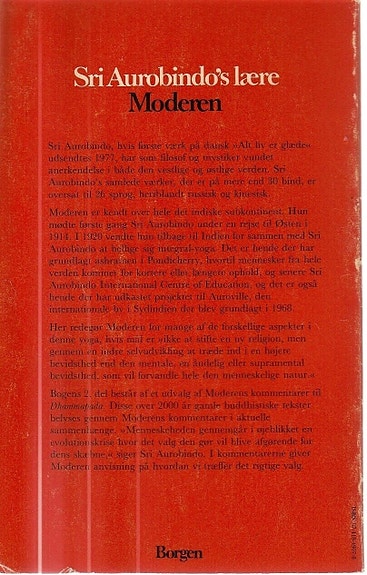 Sri Aurobindo's lære
Moderen
Sri Aurobindo, hvis første værk på dansk »Alt liv er glæde«
udsendtes 1977, har som filosof og mystiker vundet
anerkendelse i både den vestlige og østlige verden. Sri
Aurobindo's samlede værker, der er på mere end 30 bind, er
oversat til 26 sprog, heriblandt russisk og kinesisk.
Moderen er kendt over hele det indiske subkontinent. Hun
mødte første gang Sri Aurobindo under en rejse til Østen i
1914. I 1920 vendte hun tilbage til Indien for sammen med Sri
Aurobindo at hellige sig integral-yoga. Det er hende der har
grundlagt ashramen i Pondicherry, hvortil mennesker fra hele
verden kommer for kortere eller længere ophold, og senere Sri
Aurobindo International Centre of Education, og det er også
hende der har udkastet projektet til Auroville, den
internationale by i Sydindien der blev grundlagt i 1968.
Her redegør Moderen for mange af de forskellige aspekter i
denne yoga, hvis mål er »ikke at stifte en ny religion, men
gennem en indre selvudvikling at træde ind i en højere
bevidsthed end den mentale, en åndelig eller supramental
bevidsthed, som vil forvandle hele den menneskelige natur.«
Bogens 2. del består af et udvalg af Moderens kommentarer til
Dhammapada. Disse over 2000 år gamle buddhistiske tekster
belyses gennem Moderens kommentarer i aktuelle
sammenhænge. »Menneskeheden gennemgår i øjeblikket en
evolutionskrise hvor det valg den gør vil blive afgørende for
dens skæbne,« siger Sri Aurobindo. I kommentarerne giver
Moderen anvisning på hvordan vi træffer det rigtige valg.
Borgen